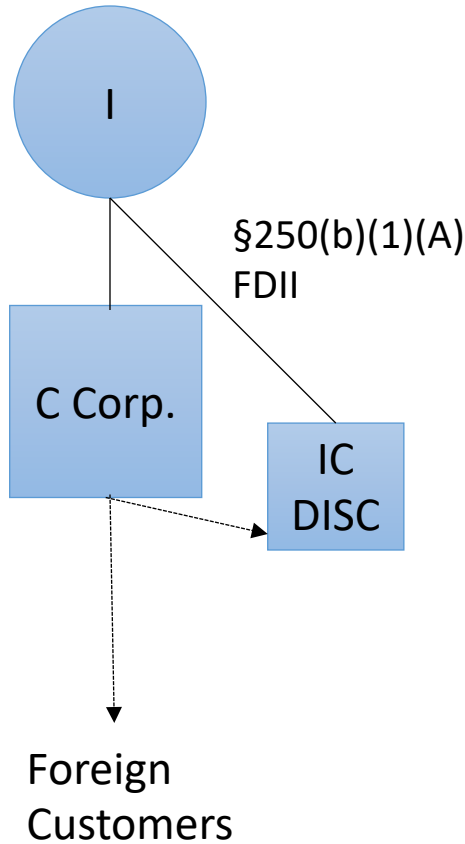 I
§250(b)(1)(A)
FDII
C Corp.
IC
DISC
Foreign
Customers